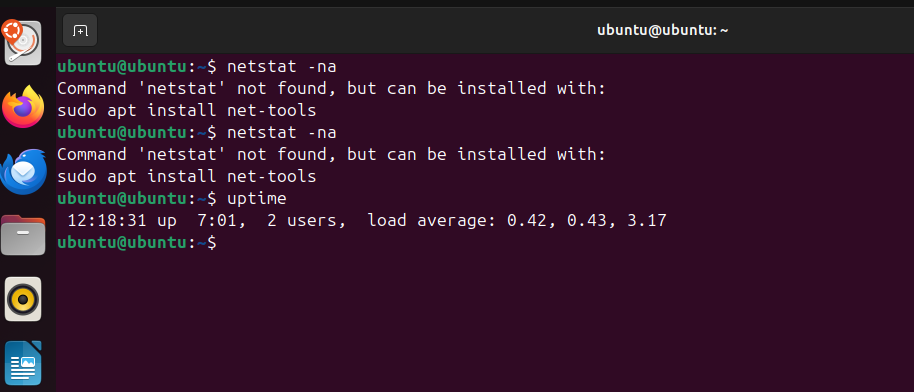 ubuntu@ubuntu: ~
ubuntu@ubuntu:~$ netstat -na
Command 'netstat' not found, but can be installed with:
sudo apt install net-tools
ubuntu@ubuntu:~$ netstat -na
Command 'netstat' not found, but can be installed with:
sudo apt install net-tools
ubuntu@ubuntu:~$ uptime
 12:18:31 up  7:01,  2 users,  load average: 0.42, 0.43, 3.17
ubuntu@ubuntu:~$